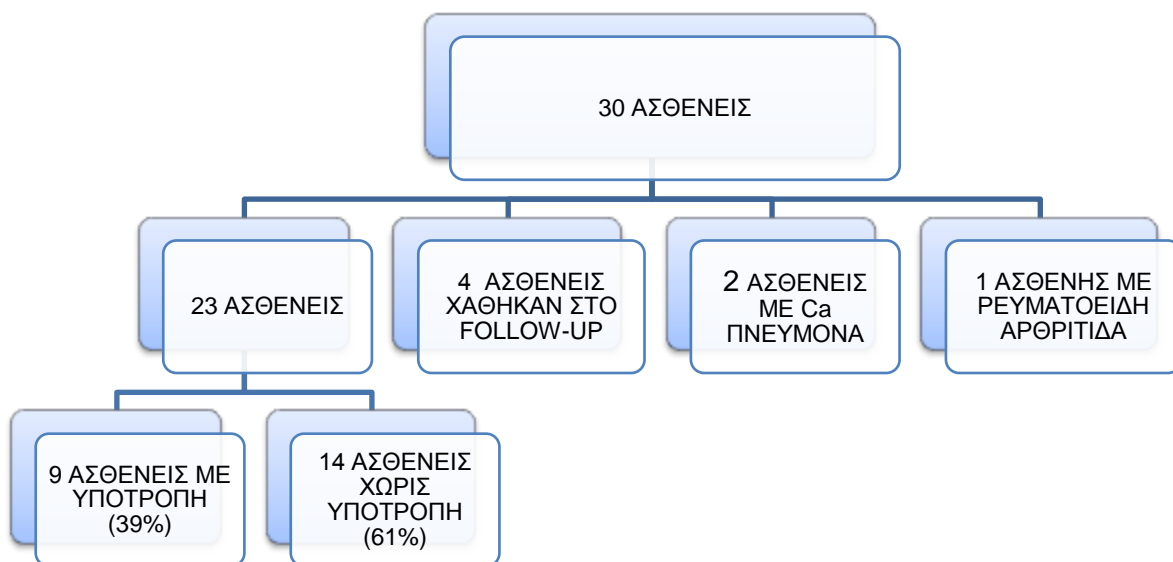 30 ΑΣΘΕΝΕΙΣ
23 ΑΣΘΕΝΕΙΣ
4 ΑΣΘΕΝΕΙΣ
ΧΑΘΗΚΑΝ ΣΤΟ
FOLLOW-UP
2 ΑΣΘΕΝΕΙΣ
ΜΕ Ca
ΠΝΕΥΜΟΝΑ
1 ΑΣΘΕΝΗΣ ΜΕ
ΡΕΥΜΑΤΟΕΙΔΗ
ΑΡΘΡΙΤΙΔΑ
9 ΑΣΘΕΝΕΙΣ ΜΕ
ΥΠΟΤΡΟΠΗ
(39%)
14 ΑΣΘΕΝΕΙΣ
ΧΩΡΙΣ
ΥΠΟΤΡΟΠΗ
(61%)